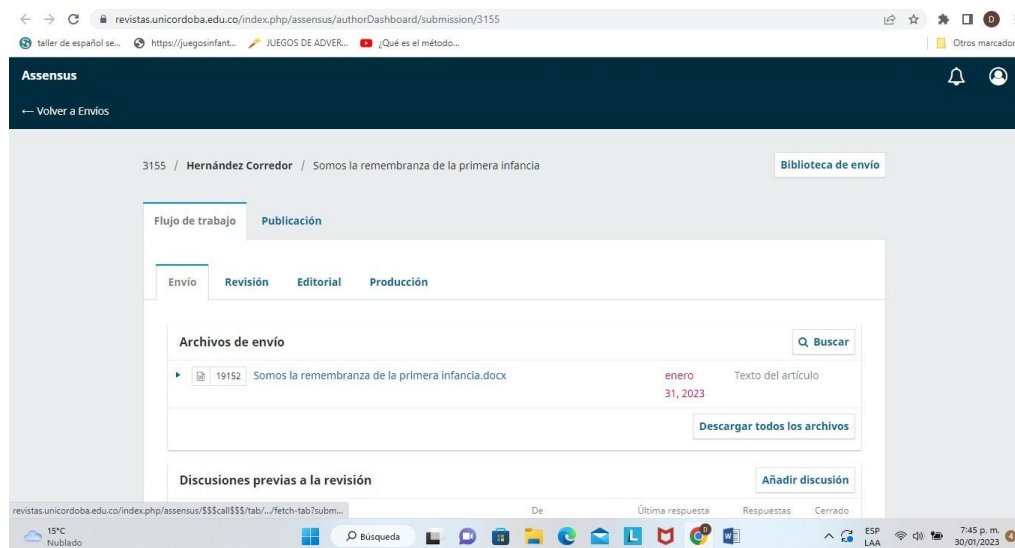 revistas.unicordoba.edu.co/index.php/assensus/authorDashboard/submission/3155
D
taller de español se... https://juegosinfant... JUEGOS DE ADVER... ¿Qué es el método... Otros marcador
Assensus
← Volver a Envíos
3155 / Hernández Corredor / Somos la remembranza de la primera infancia Biblioteca de envío
Flujo de trabajo Publicación
Envío Revisión Editorial Producción
Archivos de envío Buscar
19152 Somos la remembranza de la primera infancia.docx enero Texto del artículo
31, 2023
Descargar todos los archivos
Discusiones previas a la revisión Añadir discusión
De Última respuesta Respuestas Cerrado
revistas.unicordoba.edu.co/index.php/assensus/$$$call$$$/tab/.../fetch-tab?subm...
15°C
Nublado
Búsqueda
ESP
LAA
7:45 p. m.
30/01/2023
4